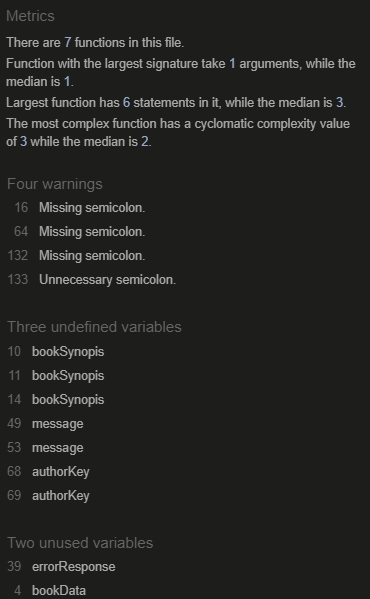 Metrics
There are 7 functions in this file.
Function with the largest signature take 1 arguments, while the
median is 1.
Largest function has 6 statements in it, while the median is 3.
The most complex function has a cyclomatic complexity value
of 3 while the median is 2.
Four warnings
16 Missing semicolon.
64 Missing semicolon.
132 Missing semicolon.
133 Unnecessary semicolon.
Three undefined variables
10 bookSynopis
11 bookSynopis
14 bookSynopis
49 message
53 message
68 authorKey
69 authorKey
Two unused variables
39 errorResponse
4 bookData